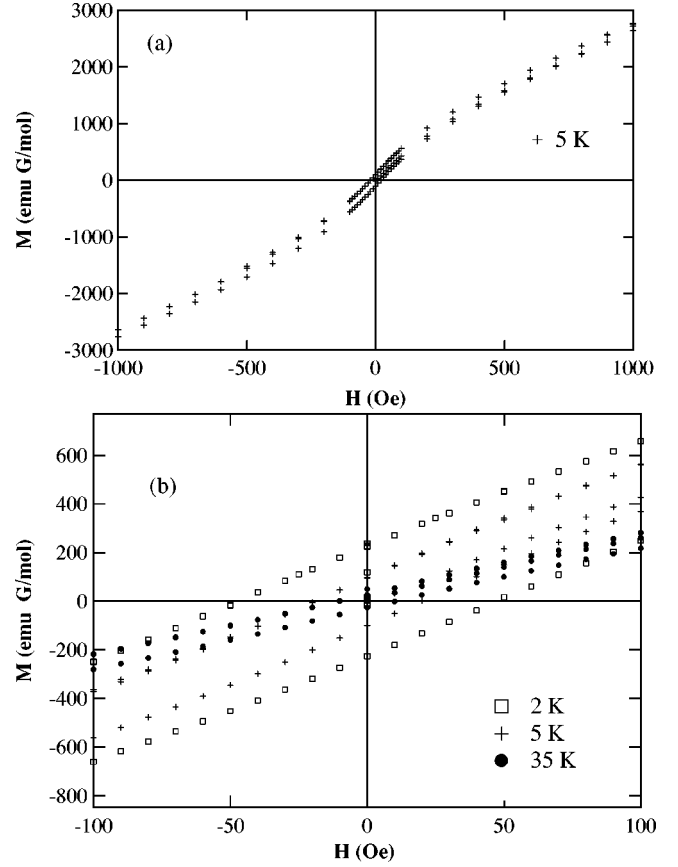 3000
2000
1000
0
-1000
-2000
-3000
(a)
+ 5 K
M (emu G/mol)
-1000 -500 0 500 1000
H (Oe)
600
400
200
0
-200
-400
-600
-800
(b)
M (emu G/mol)
□ 2 K
+ 5 K
● 35 K
-100 -50 0 50 100
H (Oe)